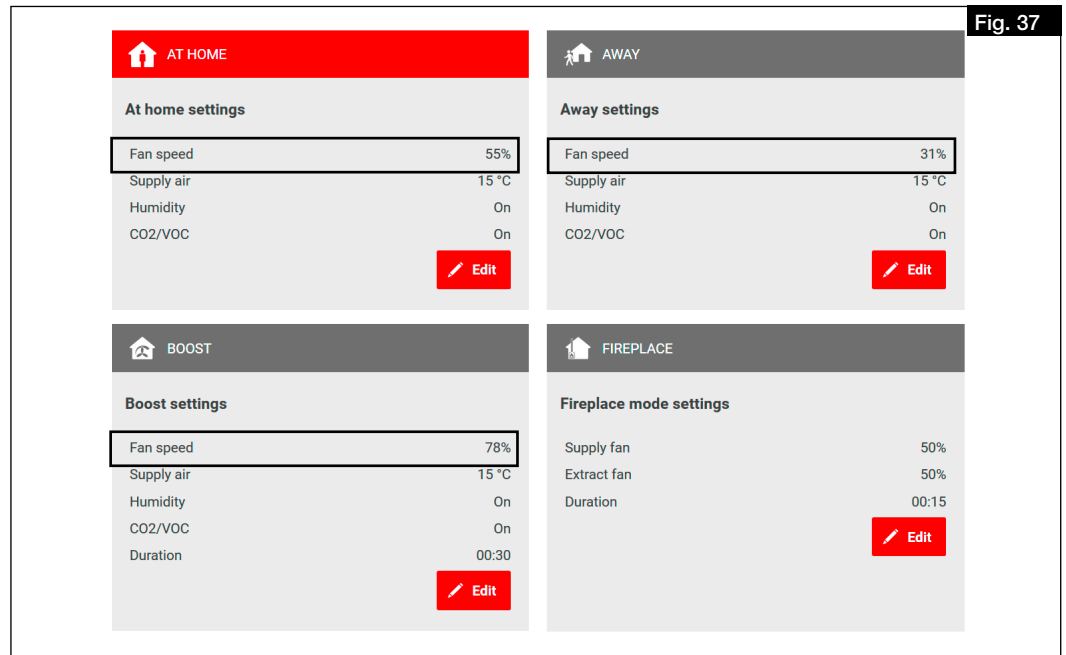 Fig. 37
AT HOME
At home settings
Fan speed 55%
Supply air 15 °C
Humidity On
CO2/VOC On
Edit
AWAY
Away settings
Fan speed 31%
Supply air 15 °C
Humidity On
CO2/VOC On
Edit
BOOST
Boost settings
Fan speed 78%
Supply air 15 °C
Humidity On
CO2/VOC On
Duration 00:30
Edit
FIREPLACE
Fireplace mode settings
Supply fan 50%
Extract fan 50%
Duration 00:15
Edit